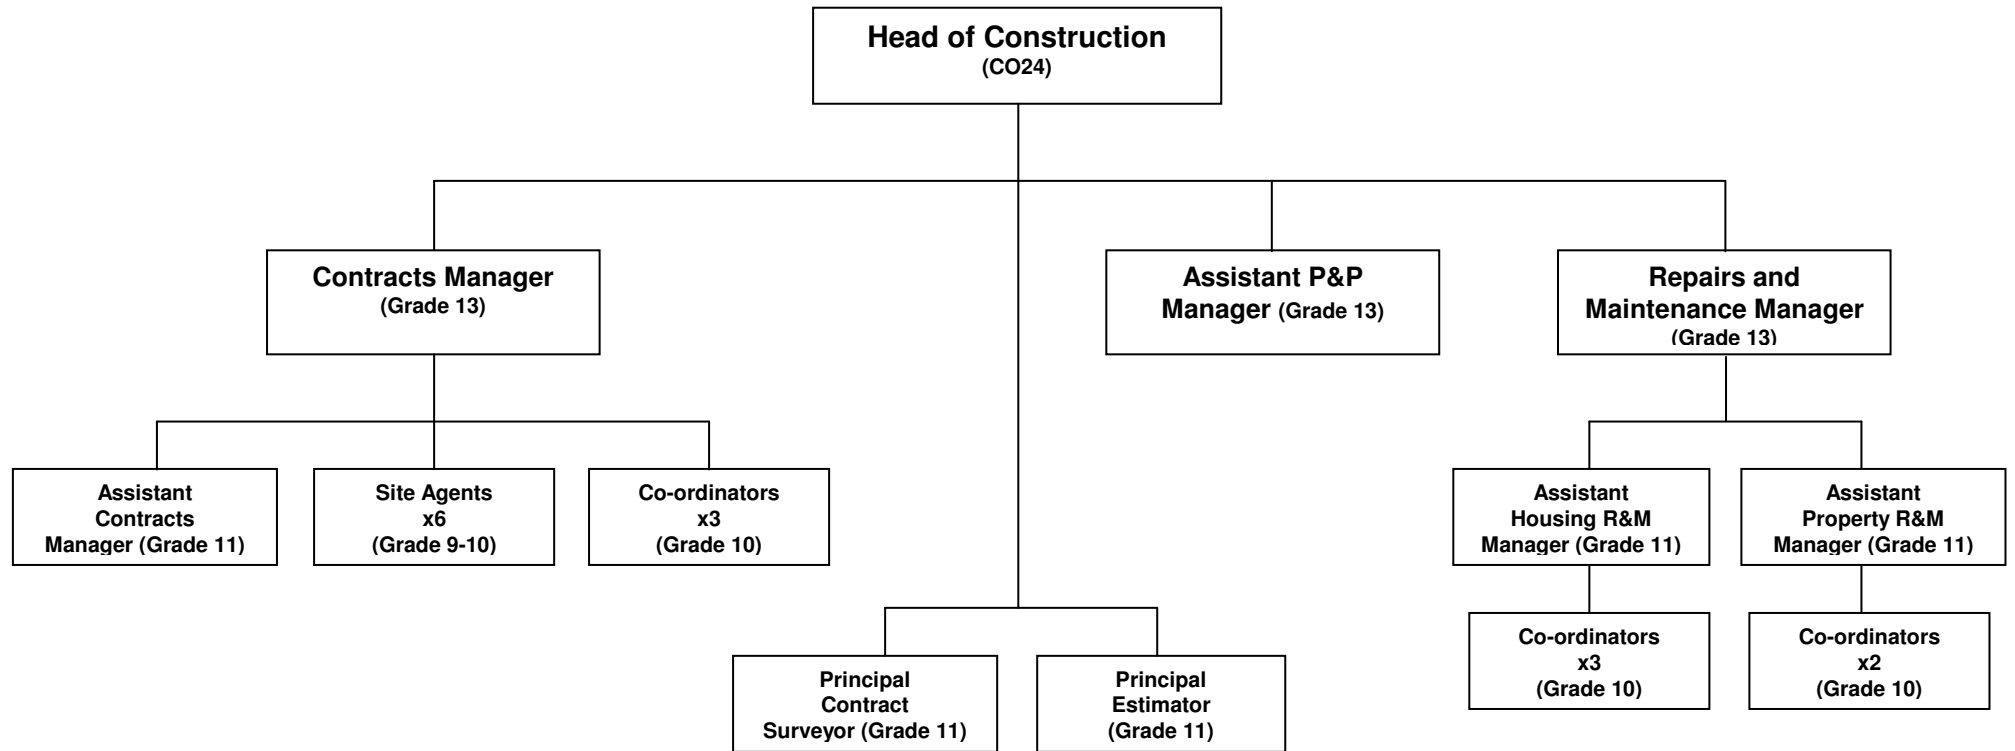 Head of Construction
(CO24)
Contracts Manager
(Grade 13)
Assistant P&P
Manager (Grade 13)
Repairs and
Maintenance Manager
(Grade 13)
Assistant
Contracts
Manager (Grade 11)
Site Agents
x6
(Grade 9-10)
Co-ordinators
x3
(Grade 10)
Assistant
Housing R&M
Manager (Grade 11)
Assistant
Property R&M
Manager (Grade 11)
Co-ordinators
x3
(Grade 10)
Co-ordinators
x2
(Grade 10)
Principal
Contract
Surveyor (Grade 11)
Principal
Estimator
(Grade 11)